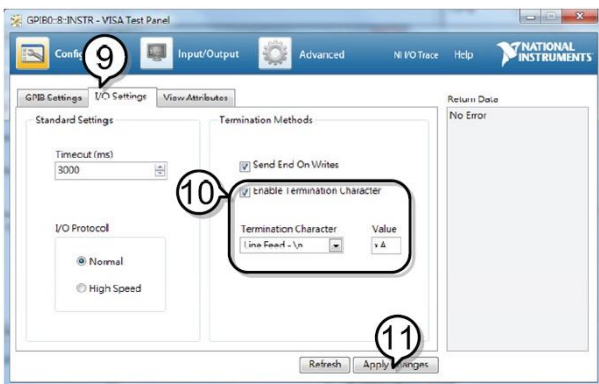 GPIB0::8::INSTR - VISA Test Panel
Input/Output
Advanced
NI I/O Trace
Help
NATIONAL
INSTRUMENTS
9
GPIB Settings
I/O Settings
View Attributes
Return Data
No Error
Standard Settings
Termination Methods
Timeout (ms)
3000
Send End On Writes
10
Enable Termination Character
I/O Protocol
Termination Character
Value
Line Feed - \n
xA
Normal
High Speed
11
Refresh
Apply